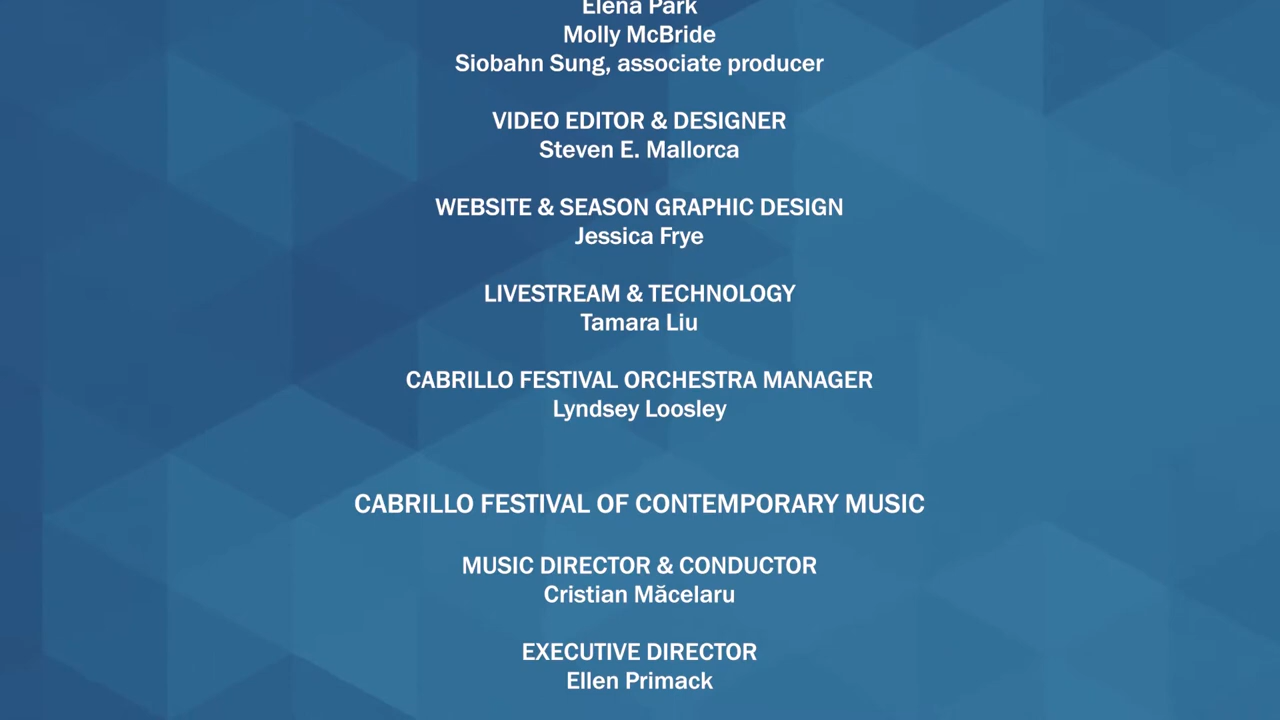 Elena Park
Molly McBride
Siobahn Sung, associate producer
VIDEO EDITOR & DESIGNER
Steven E. Mallorca
WEBSITE & SEASON GRAPHIC DESIGN
Jessica Frye
LIVESTREAM & TECHNOLOGY
Tamara Liu
CABRILLO FESTIVAL ORCHESTRA MANAGER
Lyndsey Loosley
CABRILLO FESTIVAL OF CONTEMPORARY MUSIC
MUSIC DIRECTOR & CONDUCTOR
Cristian Măcelaru
EXECUTIVE DIRECTOR
Ellen Primack